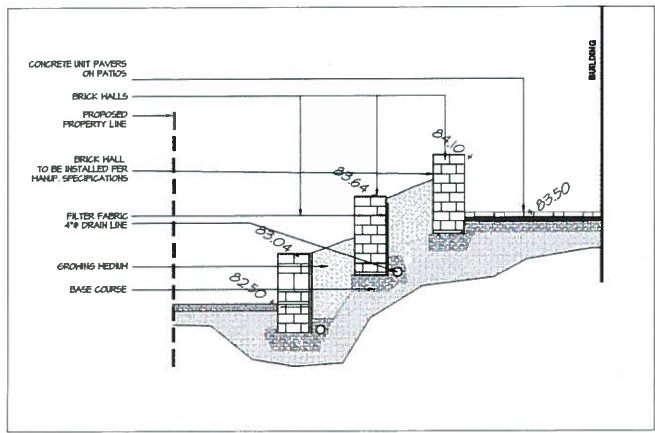 CONCRETE UNIT PAVERS
ON PATIOS
BRICK WALLS
PROPOSED
PROPERTY LINE
BRICK WALL
TO BE INSTALLED PER
MANUF. SPECIFICATIONS
FILTER FABRIC
4"Φ DRAIN LINE
GROWING MEDIUM
BASE COURSE
BUILDING
84.10
83.64
83.50
83.04
82.50